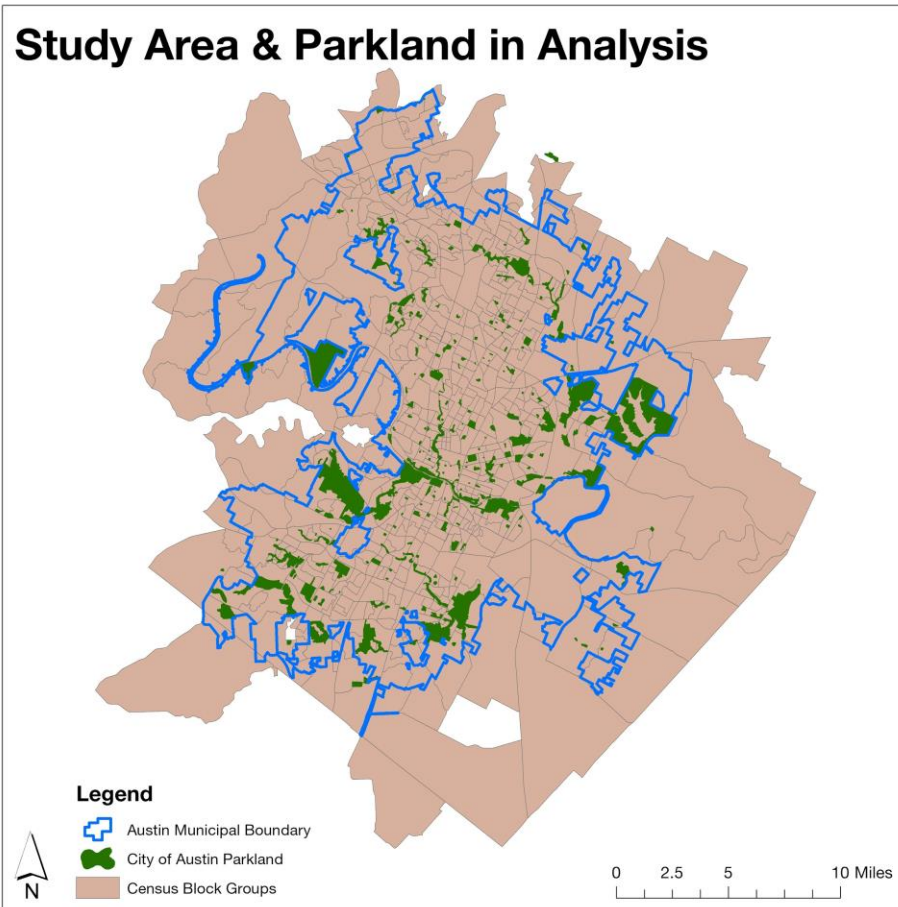 Study Area & Parkland in Analysis
Legend
Austin Municipal Boundary
City of Austin Parkland
Census Block Groups
N
0 2.5 5 10 Miles